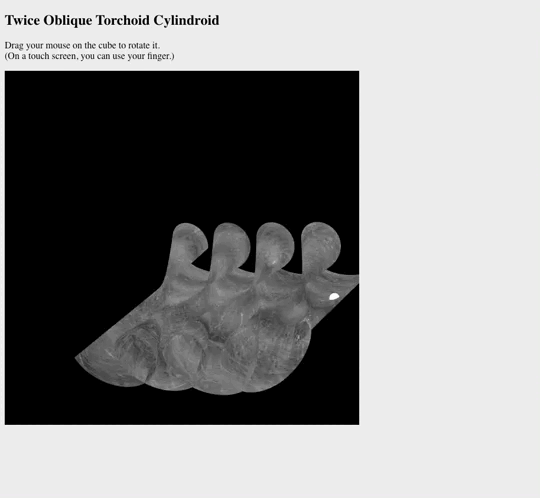 Twice Oblique Torchoid Cylindroid
Drag your mouse on the cube to rotate it.
(On a touch screen, you can use your finger.)